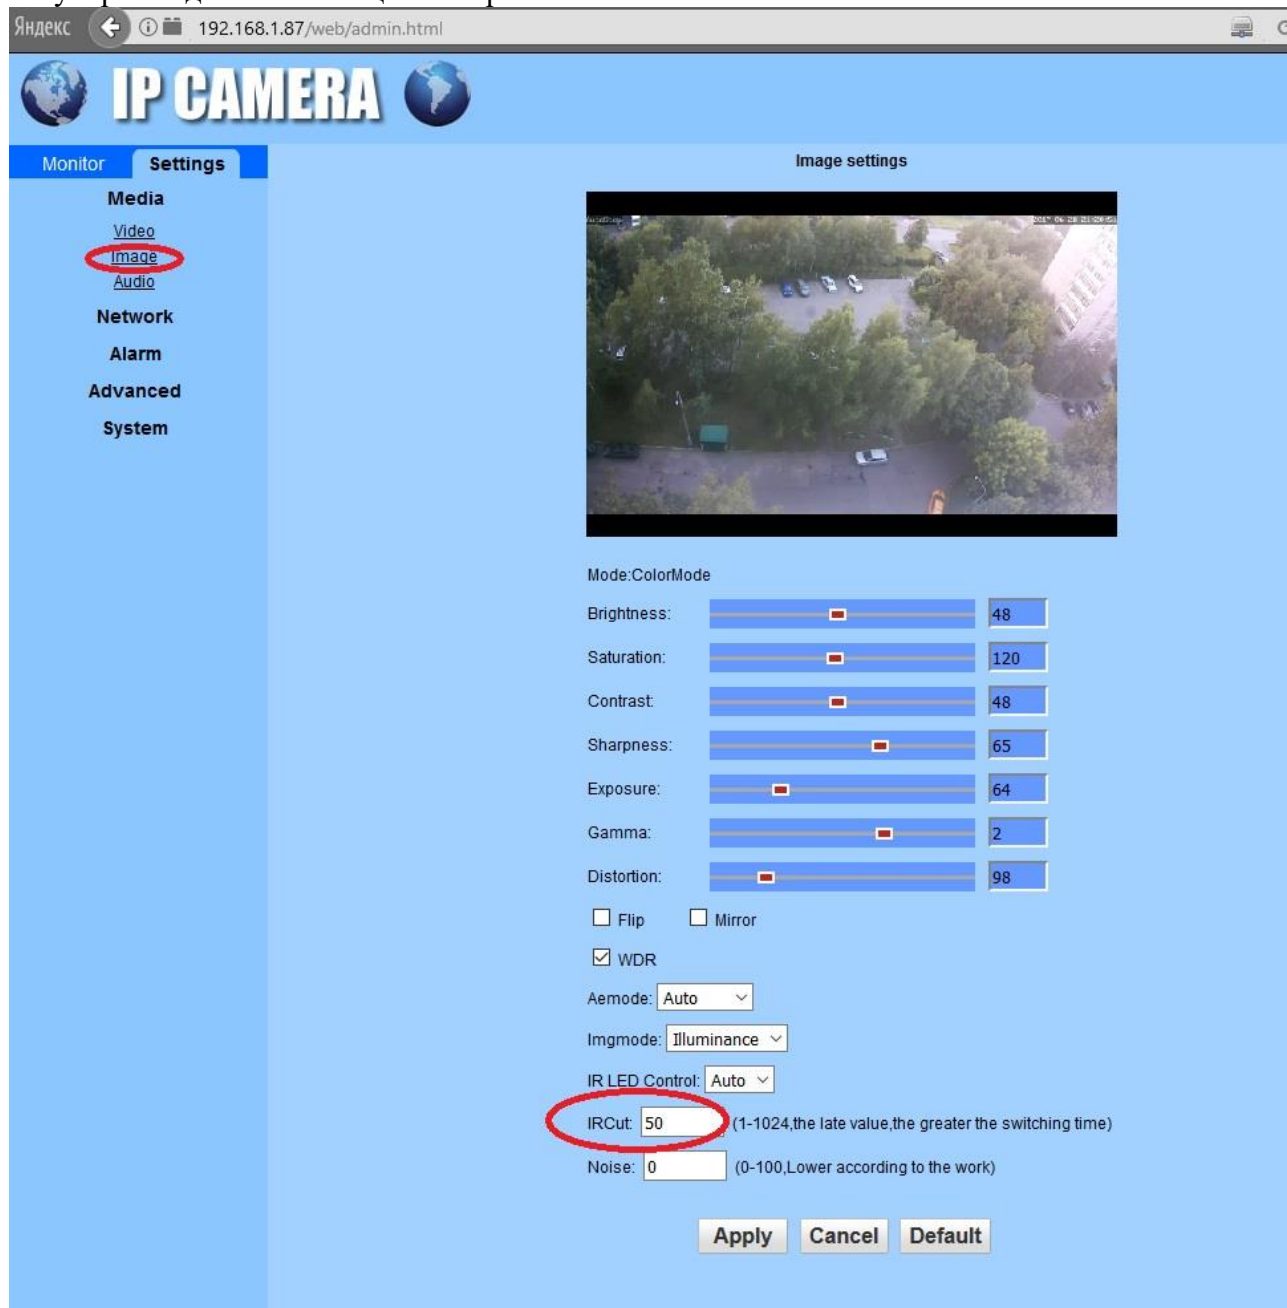 Яндекс 192.168.1.87/web/admin.html
IP CAMERA
Monitor Settings
Media
Video
Image
Audio
Network
Alarm
Advanced
System
Image settings
Mode:ColorMode
Brightness: 48
Saturation: 120
Contrast: 48
Sharpness: 65
Exposure: 64
Gamma: 2
Distortion: 98
Flip Mirror
WDR
Aemode: Auto
Imgmode: Illuminance
IR LED Control: Auto
IRCut: 50 (1-1024,the late value,the greater the switching time)
Noise: 0 (0-100,Lower according to the work)
Apply Cancel Default